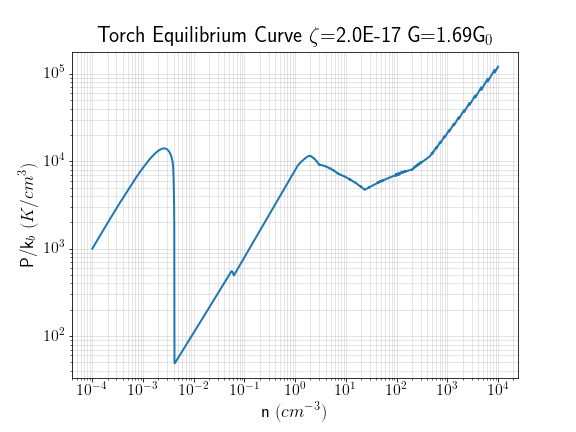 Torch Equilibrium Curve ζ=2.0E-17 G=1.69G₀
P/k_b (K/cm³)
10⁵
10⁴
10³
10²
10⁻⁴ 10⁻³ 10⁻² 10⁻¹ 10⁰ 10¹ 10² 10³ 10⁴
n (cm⁻³)